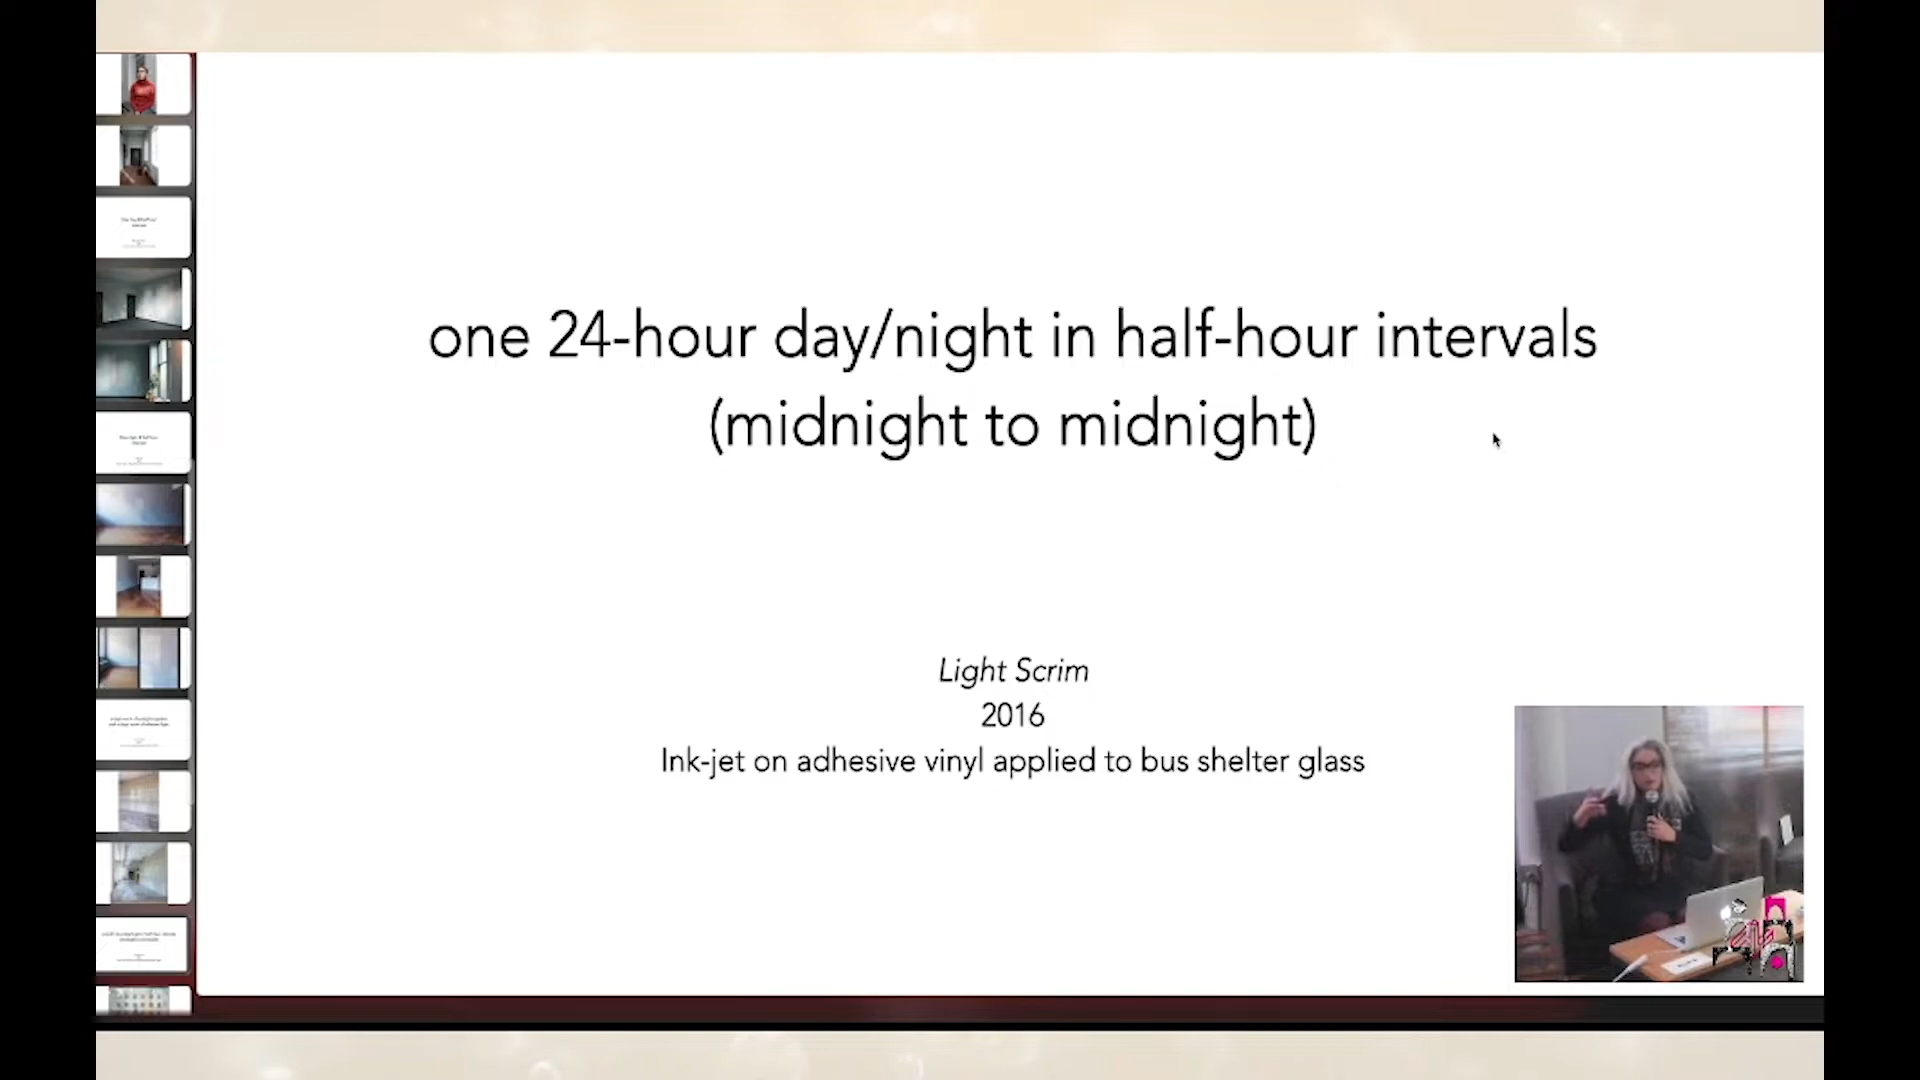 one 24-hour day/night in half-hour intervals
(midnight to midnight)
Light Scrim
2016
Ink-jet on adhesive vinyl applied to bus shelter glass